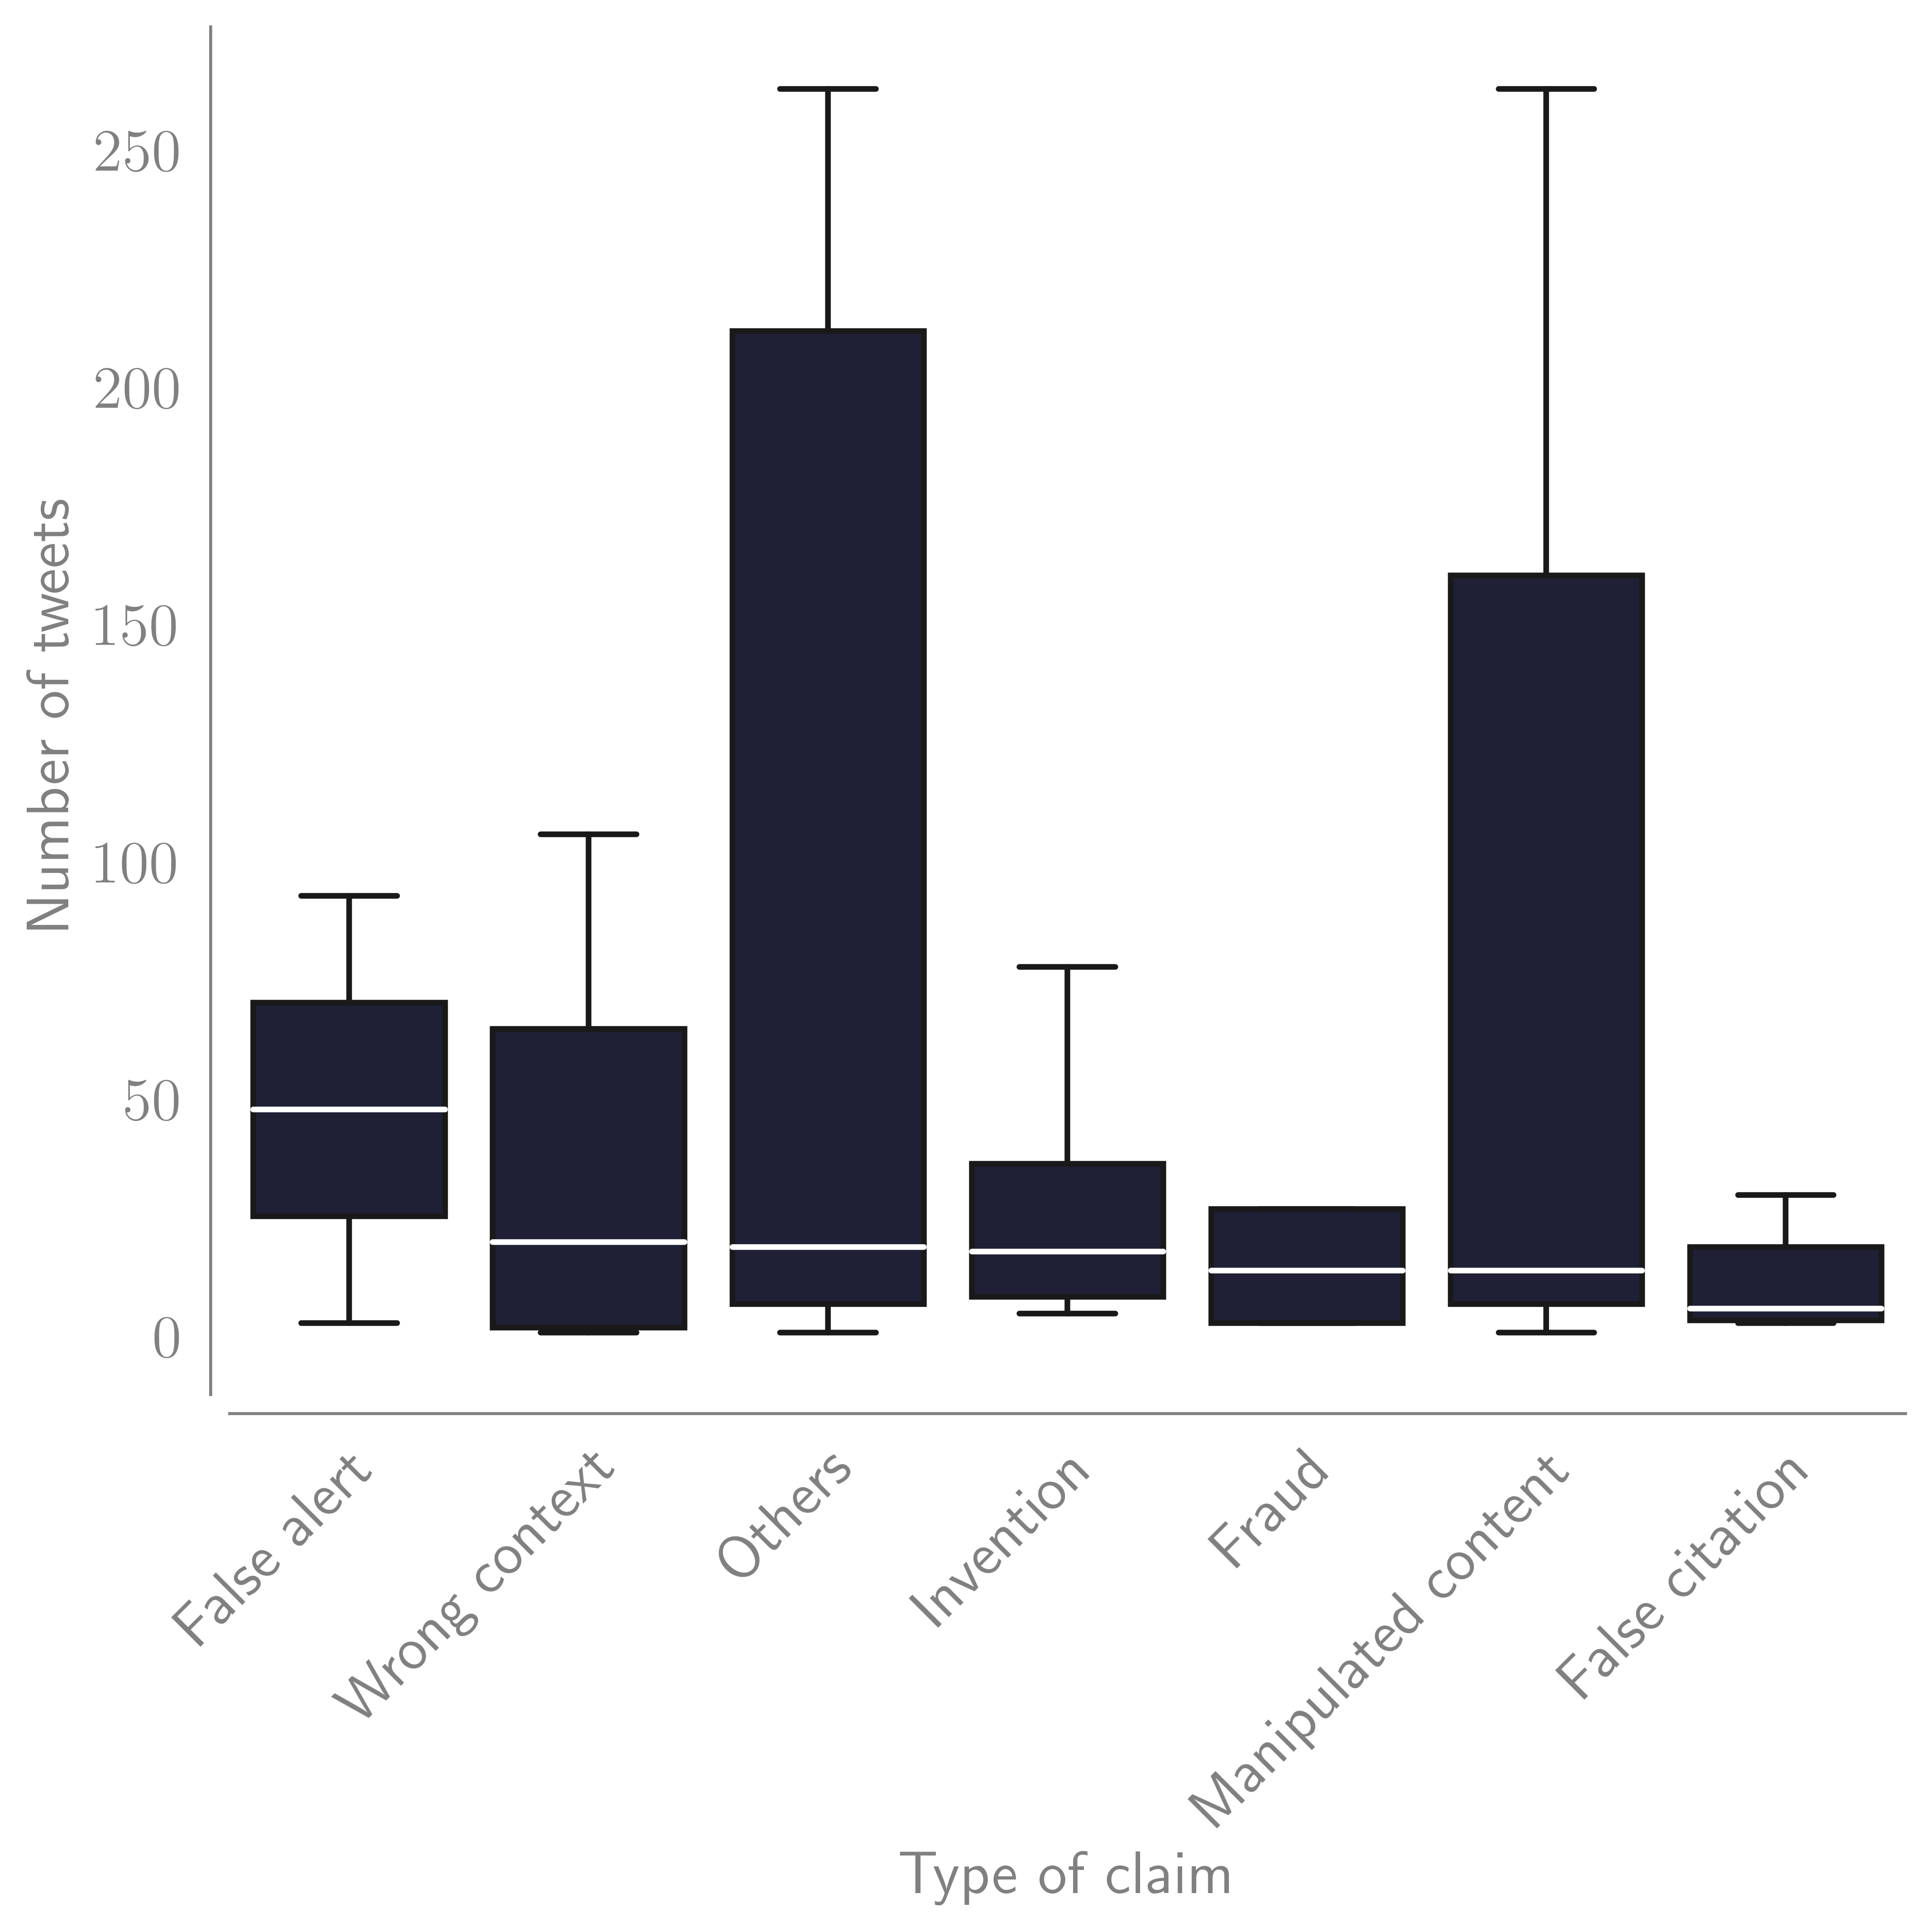 250
200
150
100
50
0
Number of tweets
False alert
Wrong context
Others
Invention
Fraud
Manipulated content
False citation
Type of claim